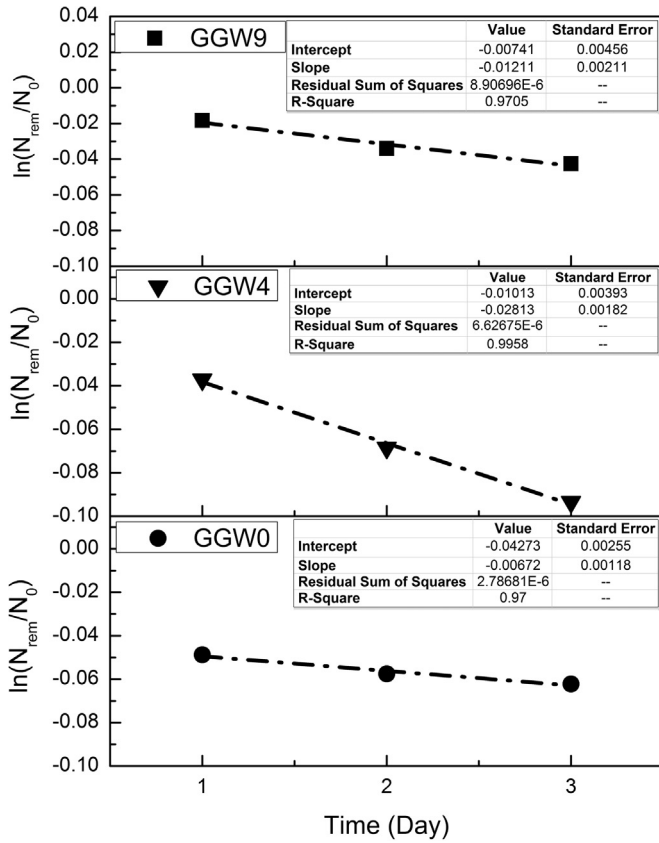 0.04
0.02
0.00
-0.02
-0.04
-0.06
-0.08
-0.10
ln(Nrem/N0)
GGW9
Value Standard Error
Intercept -0.00741 0.00456
Slope -0.01211 0.00211
Residual Sum of Squares 8.90696E-6 --
R-Square 0.9705 --
0.00
-0.02
-0.04
-0.06
-0.08
-0.10
ln(Nrem/N0)
GGW4
Value Standard Error
Intercept -0.01013 0.00393
Slope -0.02813 0.00182
Residual Sum of Squares 6.62675E-6 --
R-Square 0.9958 --
0.00
-0.02
-0.04
-0.06
-0.08
-0.10
ln(Nrem/N0)
GGW0
Value Standard Error
Intercept -0.04273 0.00255
Slope -0.00672 0.00118
Residual Sum of Squares 2.78681E-6 --
R-Square 0.97 --
1 2 3
Time (Day)